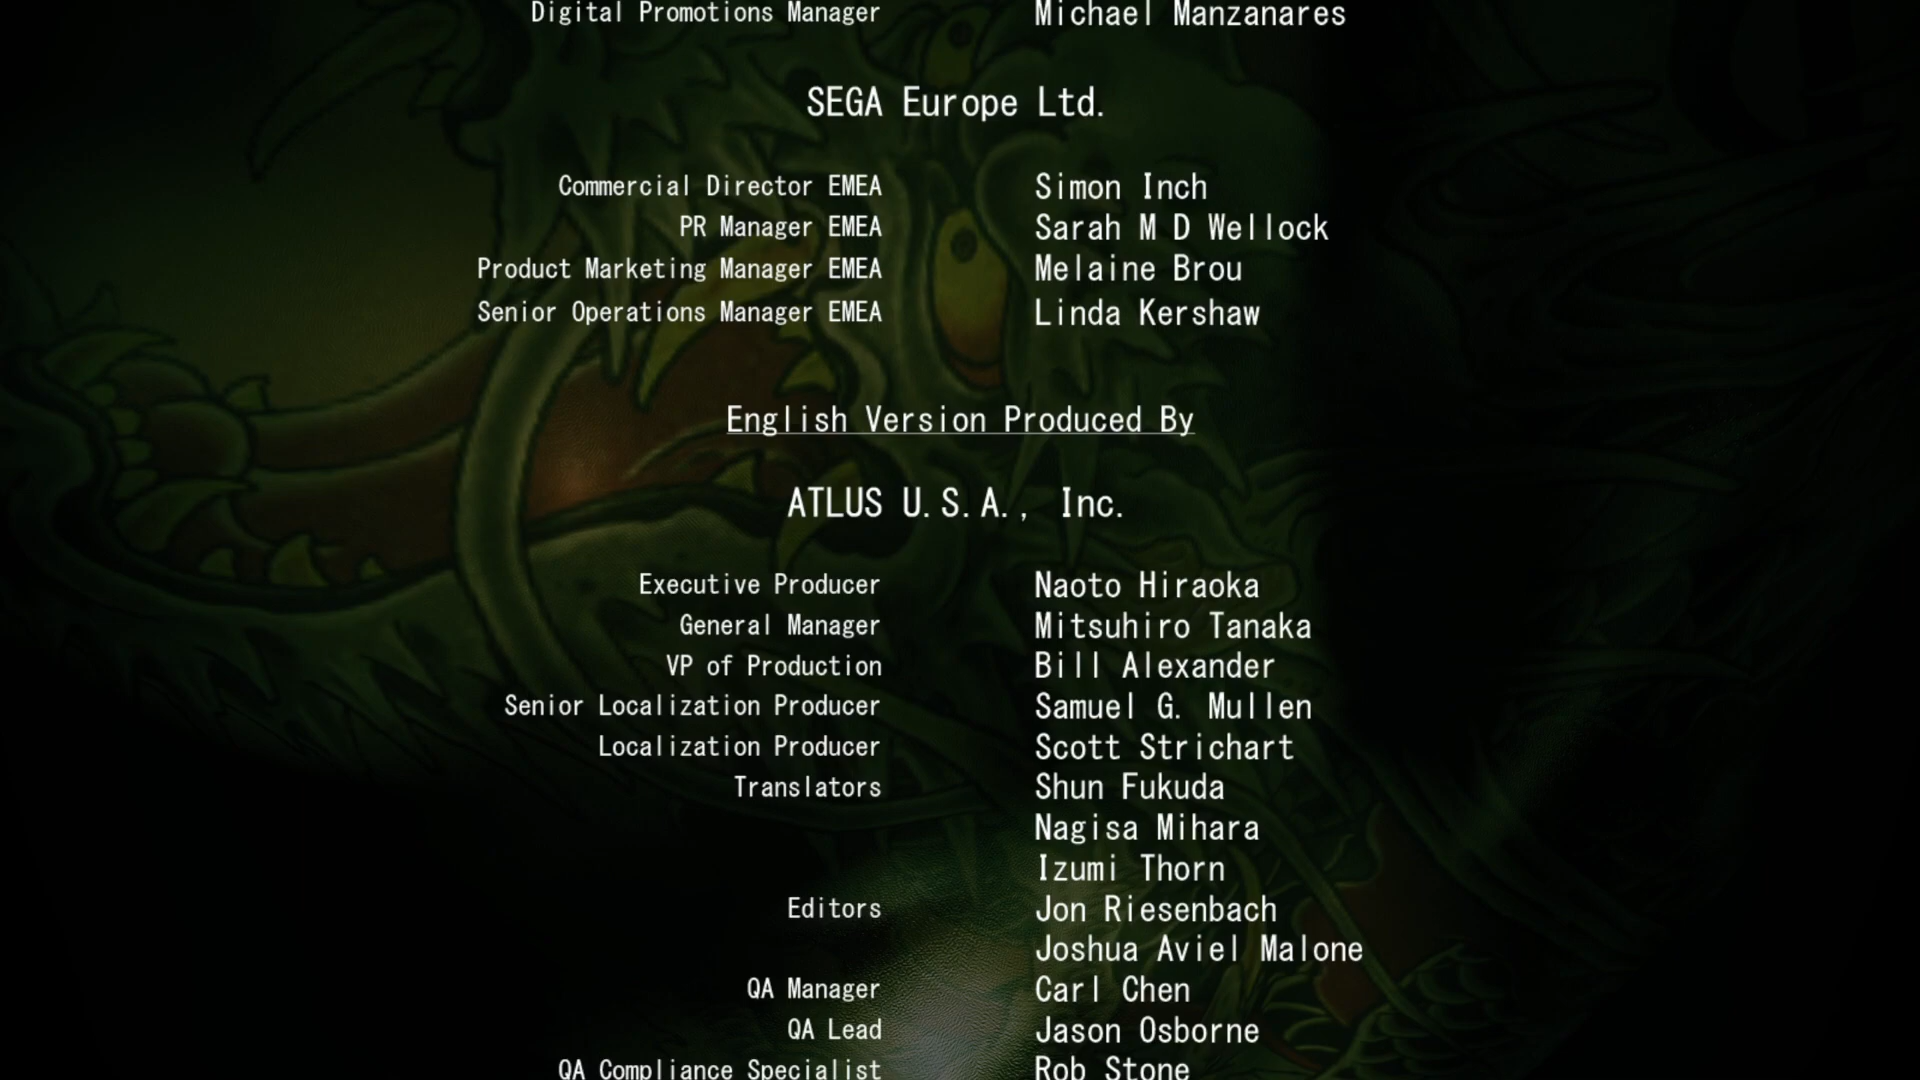 Digital Promotions Manager Michael Manzanares
SEGA Europe Ltd.
Commercial Director EMEA Simon Inch
PR Manager EMEA Sarah M D Wellock
Product Marketing Manager EMEA Melaine Brou
Senior Operations Manager EMEA Linda Kershaw
English Version Produced By
ATLUS U.S.A., Inc.
Executive Producer Naoto Hiraoka
General Manager Mitsuhiro Tanaka
VP of Production Bill Alexander
Senior Localization Producer Samuel G. Mullen
Localization Producer Scott Strichart
Translators Shun Fukuda
Nagisa Mihara
Izumi Thorn
Editors Jon Riesenbach
Joshua Aviel Malone
QA Manager Carl Chen
QA Lead Jason Osborne
QA Compliance Specialist Rob Stone